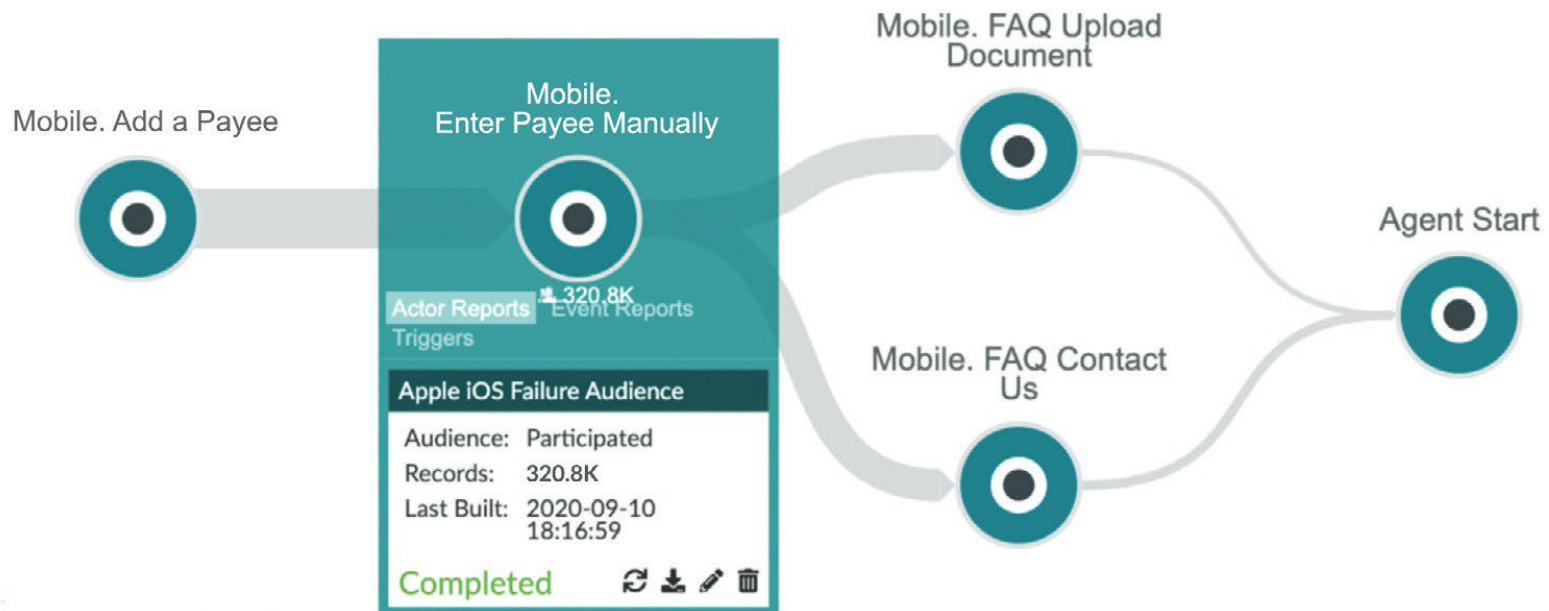 Mobile. Add a Payee
Mobile.
Enter Payee Manually
320.8K
Actor Reports
Event Reports
Triggers
Apple iOS Failure Audience
Audience: Participated
Records: 320.8K
Last Built: 2020-09-10
18:16:59
Completed
Mobile. FAQ Upload
Document
Mobile. FAQ Contact
Us
Agent Start